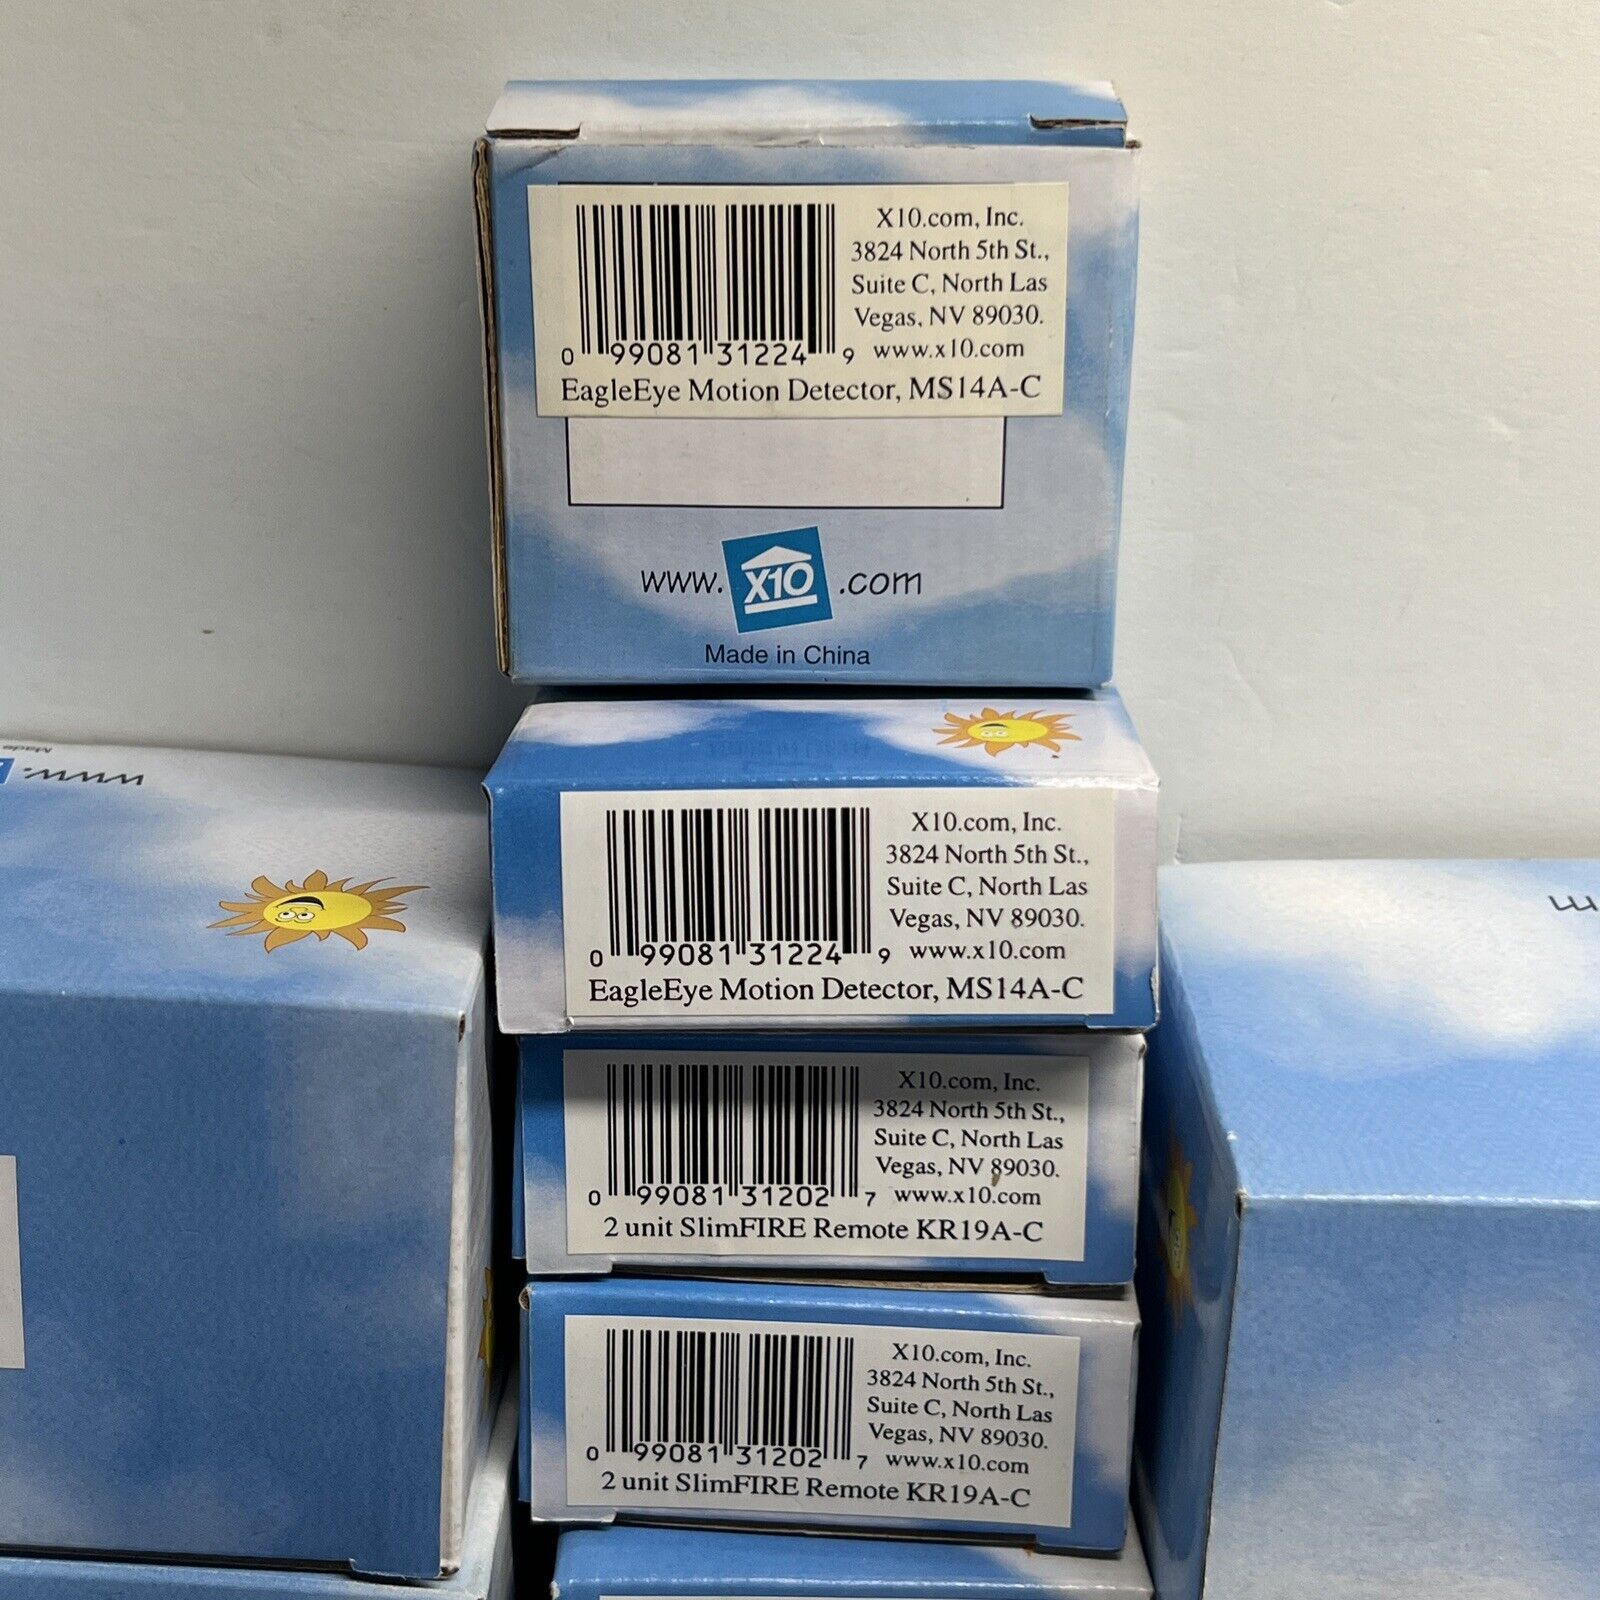 X10.com, Inc.
3824 North 5th St.,
Suite C, North Las
Vegas, NV 89030.
www.x10.com
0 99081 31224 9
EagleEye Motion Detector, MS14A-C
www. X10 .com
Made in China
X10.com, Inc.
3824 North 5th St.,
Suite C, North Las
Vegas, NV 89030.
www.x10.com
0 99081 31224 9
EagleEye Motion Detector, MS14A-C
X10.com, Inc.
3824 North 5th St.,
Suite C, North Las
Vegas, NV 89030.
www.x10.com
0 99081 31202 7
2 unit SlimFIRE Remote KR19A-C
X10.com, Inc.
3824 North 5th St.,
Suite C, North Las
Vegas, NV 89030.
www.x10.com
0 99081 31202 7
2 unit SlimFIRE Remote KR19A-C
Made
www.
m